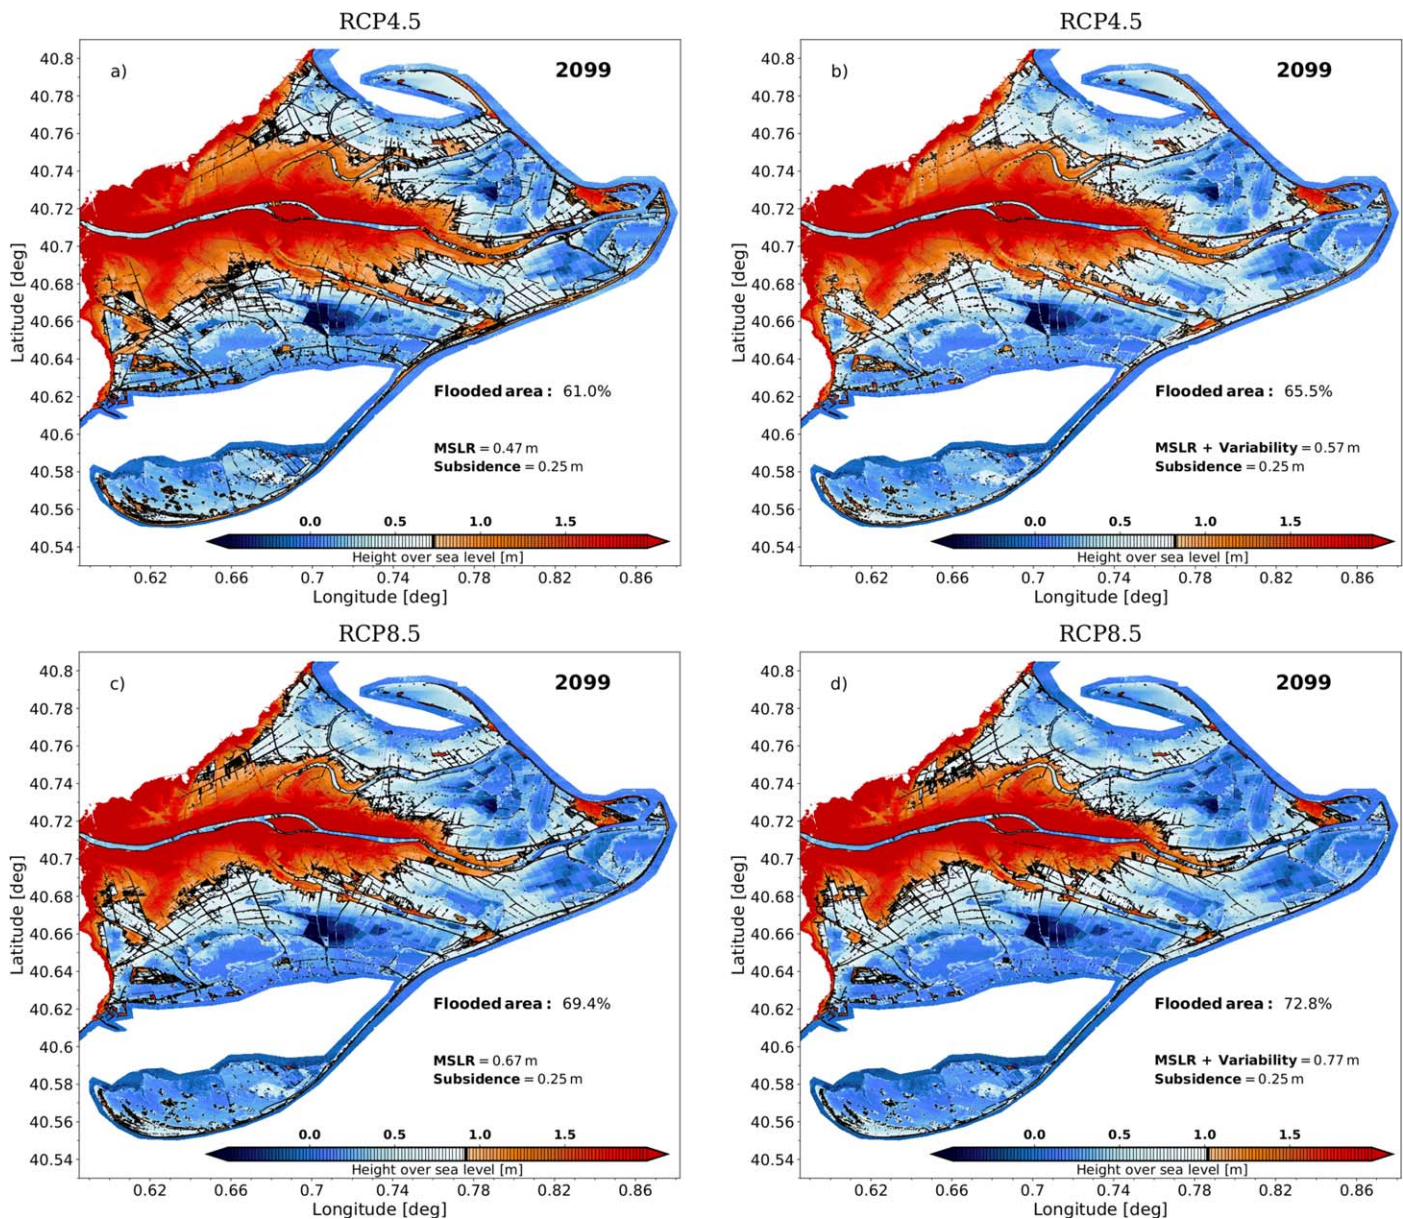 RCP4.5
a)
2099
40.8
40.78
40.76
40.74
40.72
40.7
40.68
40.66
40.64
40.62
40.6
40.58
40.56
40.54
Latitude [deg]
Flooded area : 61.0%
MSLR = 0.47 m
Subsidence = 0.25 m
0.0 0.5 1.0 1.5
Height over sea level [m]
0.62 0.66 0.7 0.74 0.78 0.82 0.86
Longitude [deg]
RCP4.5
b)
2099
40.8
40.78
40.76
40.74
40.72
40.7
40.68
40.66
40.64
40.62
40.6
40.58
40.56
40.54
Latitude [deg]
Flooded area : 65.5%
MSLR + Variability = 0.57 m
Subsidence = 0.25 m
0.0 0.5 1.0 1.5
Height over sea level [m]
0.62 0.66 0.7 0.74 0.78 0.82 0.86
Longitude [deg]
RCP8.5
c)
2099
40.8
40.78
40.76
40.74
40.72
40.7
40.68
40.66
40.64
40.62
40.6
40.58
40.56
40.54
Latitude [deg]
Flooded area : 69.4%
MSLR = 0.67 m
Subsidence = 0.25 m
0.0 0.5 1.0 1.5
Height over sea level [m]
0.62 0.66 0.7 0.74 0.78 0.82 0.86
Longitude [deg]
RCP8.5
d)
2099
40.8
40.78
40.76
40.74
40.72
40.7
40.68
40.66
40.64
40.62
40.6
40.58
40.56
40.54
Latitude [deg]
Flooded area : 72.8%
MSLR + Variability = 0.77 m
Subsidence = 0.25 m
0.0 0.5 1.0 1.5
Height over sea level [m]
0.62 0.66 0.7 0.74 0.78 0.82 0.86
Longitude [deg]